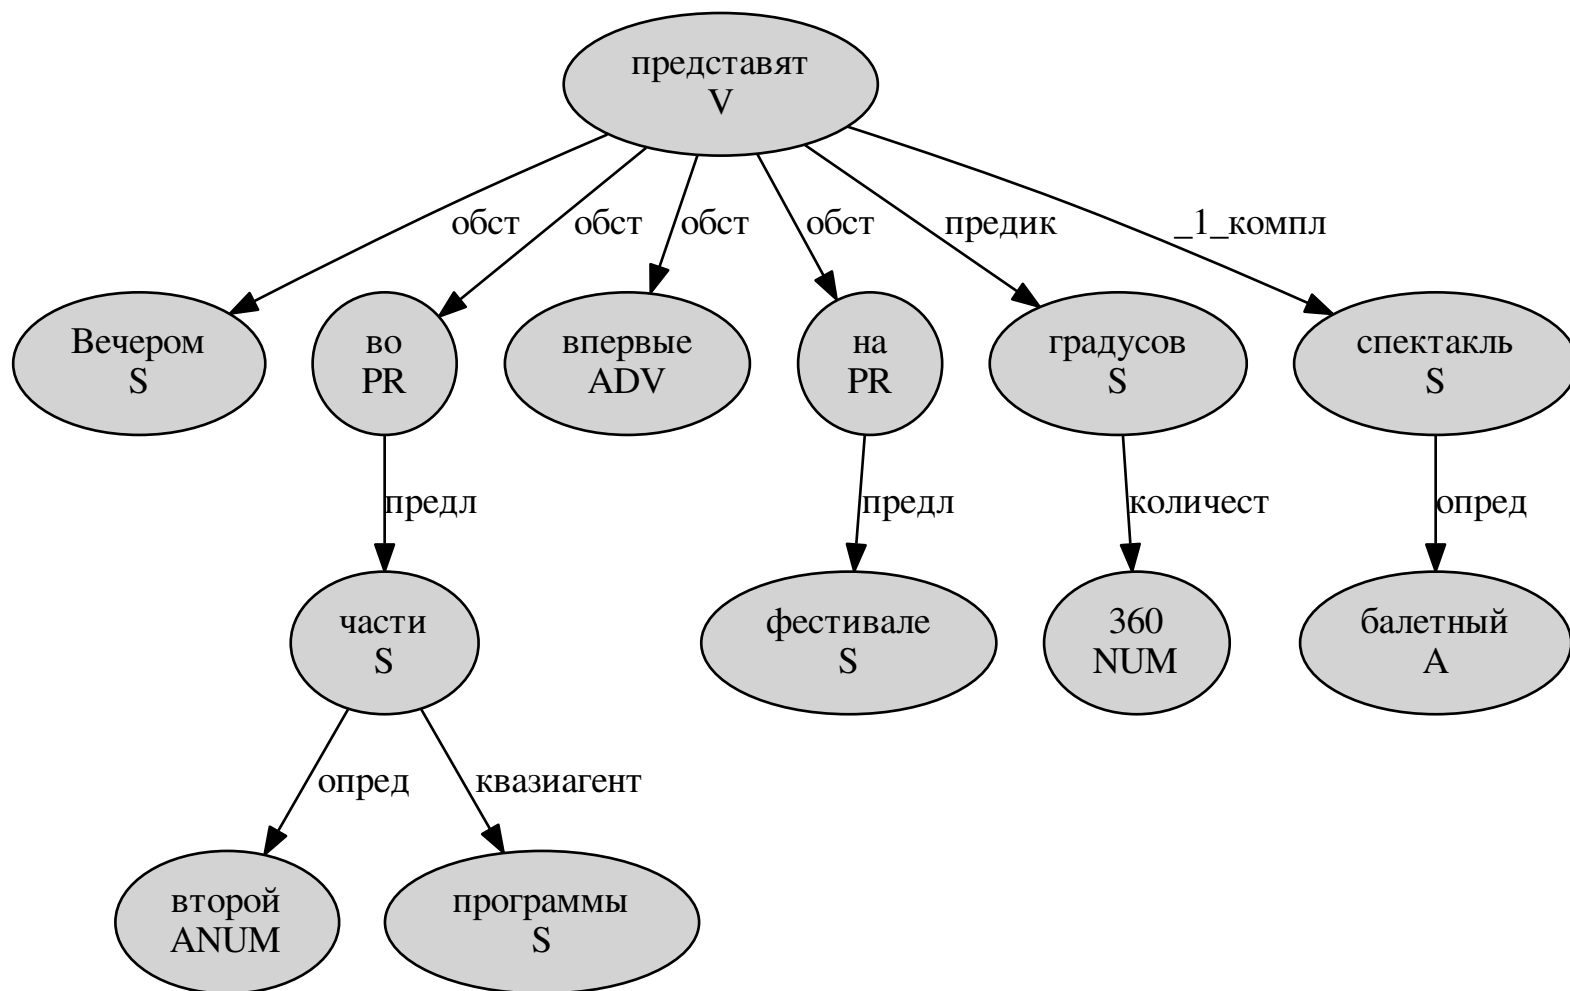 представят
V
обст
обст
обст
обст
предик
_1_компл
Вечером
S
во
PR
впервые
ADV
на
PR
градусов
S
спектакль
S
предл
предл
количест
опред
части
S
фестивале
S
360
NUM
балетный
A
опред
квазиагент
второй
ANUM
программы
S